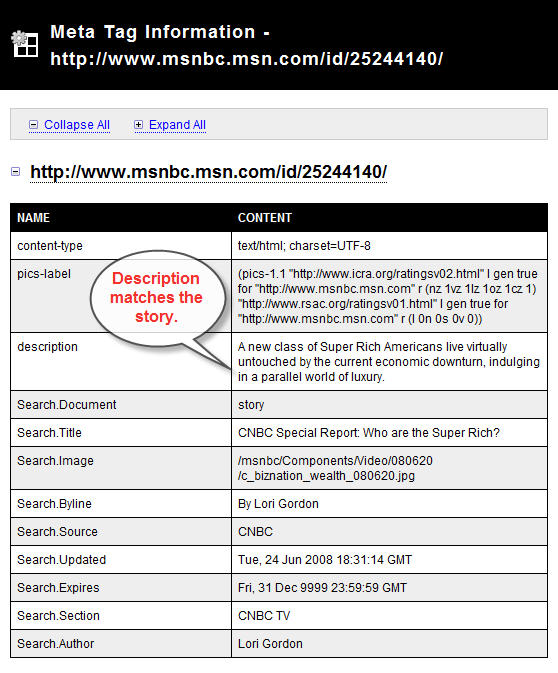 Meta Tag Information -
http://www.msnbc.msn.com/id/25244140/
Collapse All Expand All
http://www.msnbc.msn.com/id/25244140/
NAME CONTENT
content-type text/html; charset=UTF-8
pics-label (pics-1.1 "http://www.icra.org/ratingsv02.html" l gen true
for "http://www.msnbc.msn.com" r (nz 1vz 1lz 1oz 1cz 1)
"http://www.rsac.org/ratingsv01.html" l gen true for
"http://www.msnbc.msn.com" r (l 0n 0s 0v 0))
Description
matches the
story.
description A new class of Super Rich Americans live virtually
untouched by the current economic downturn, indulging
in a parallel world of luxury.
Search.Document story
Search.Title CNBC Special Report: Who are the Super Rich?
Search.Image /msnbc/Components/Video/080620
/c_biznation_wealth_080620.jpg
Search.Byline By Lori Gordon
Search.Source CNBC
Search.Updated Tue, 24 Jun 2008 18:31:14 GMT
Search.Expires Fri, 31 Dec 9999 23:59:59 GMT
Search.Section CNBC TV
Search.Author Lori Gordon